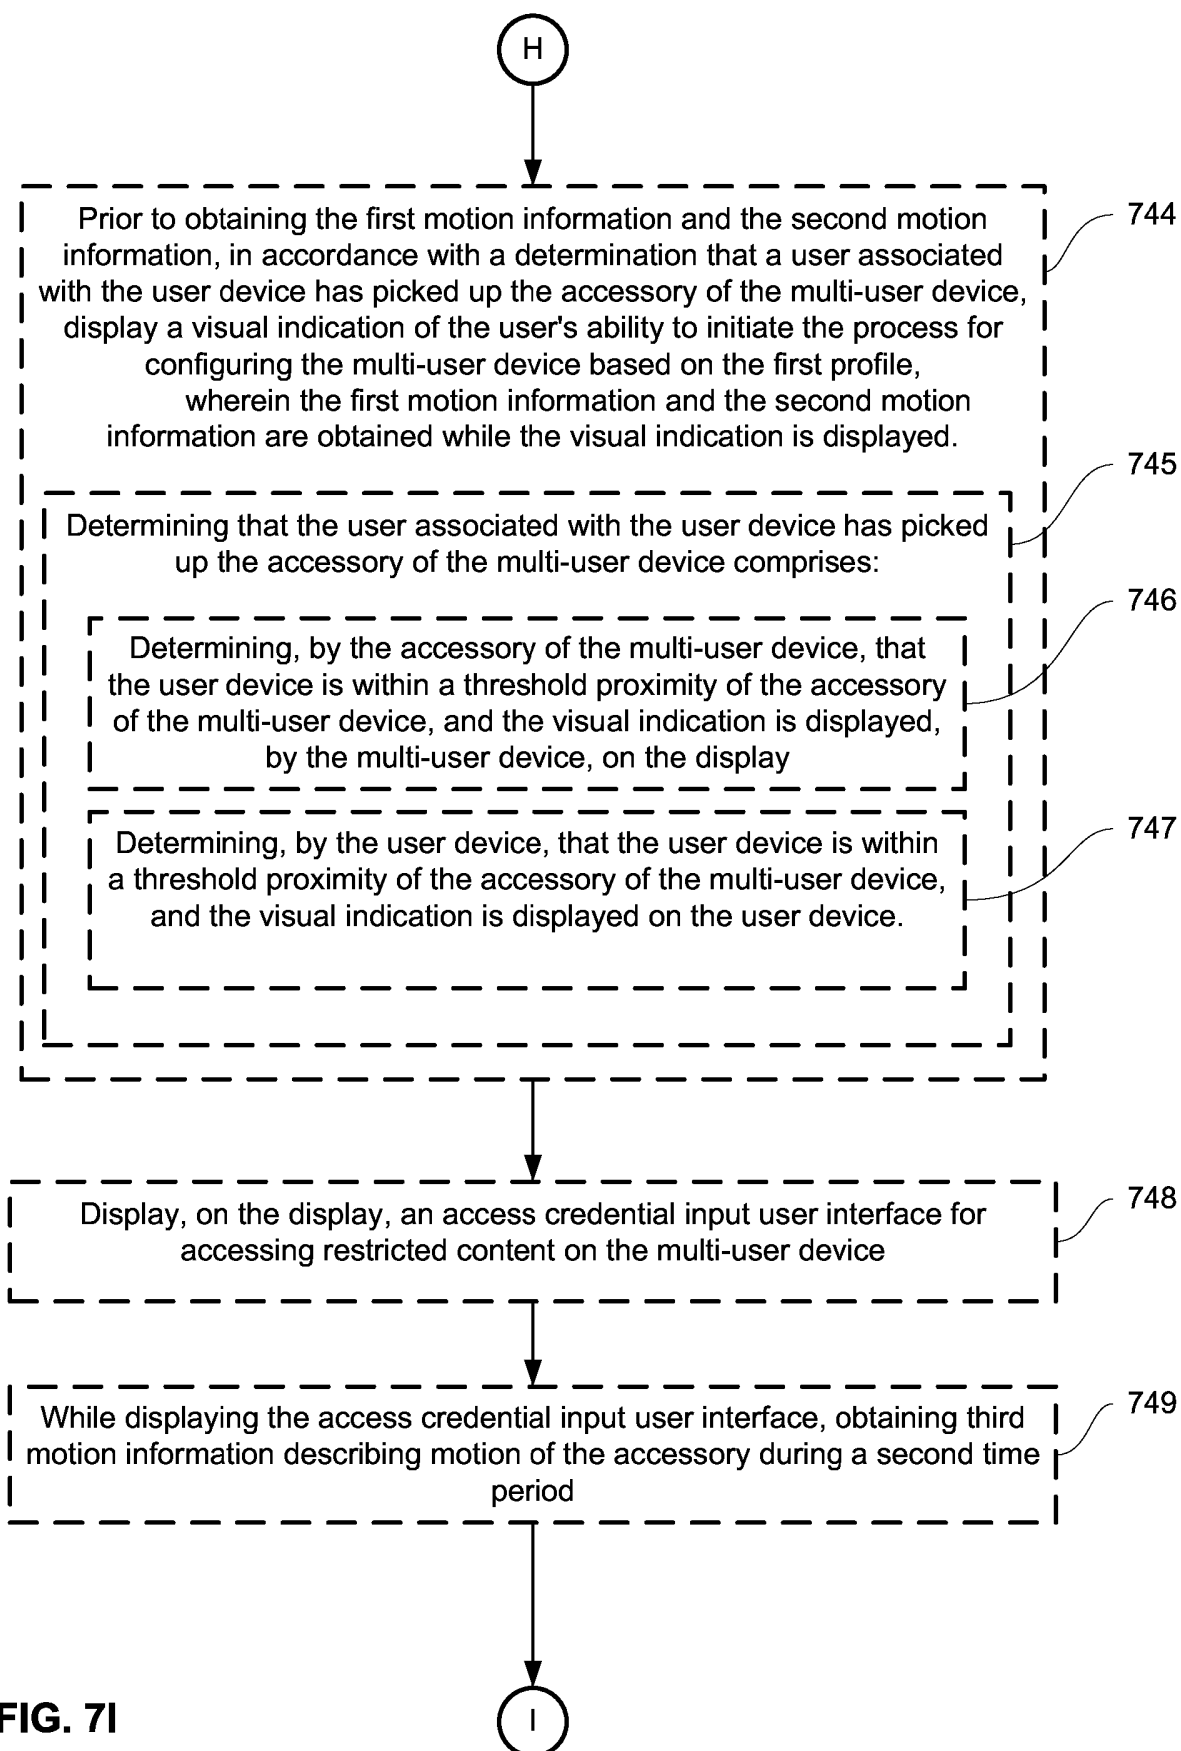 H
Prior to obtaining the first motion information and the second motion
information, in accordance with a determination that a user associated
with the user device has picked up the accessory of the multi-user device,
display a visual indication of the user's ability to initiate the process for
configuring the multi-user device based on the first profile,
wherein the first motion information and the second motion
information are obtained while the visual indication is displayed.
744
Determining that the user associated with the user device has picked
up the accessory of the multi-user device comprises:
745
Determining, by the accessory of the multi-user device, that
the user device is within a threshold proximity of the accessory
of the multi-user device, and the visual indication is displayed,
by the multi-user device, on the display
746
Determining, by the user device, that the user device is within
a threshold proximity of the accessory of the multi-user device,
and the visual indication is displayed on the user device.
747
Display, on the display, an access credential input user interface for
accessing restricted content on the multi-user device
748
While displaying the access credential input user interface, obtaining third
motion information describing motion of the accessory during a second time
period
749
I
FIG. 7I